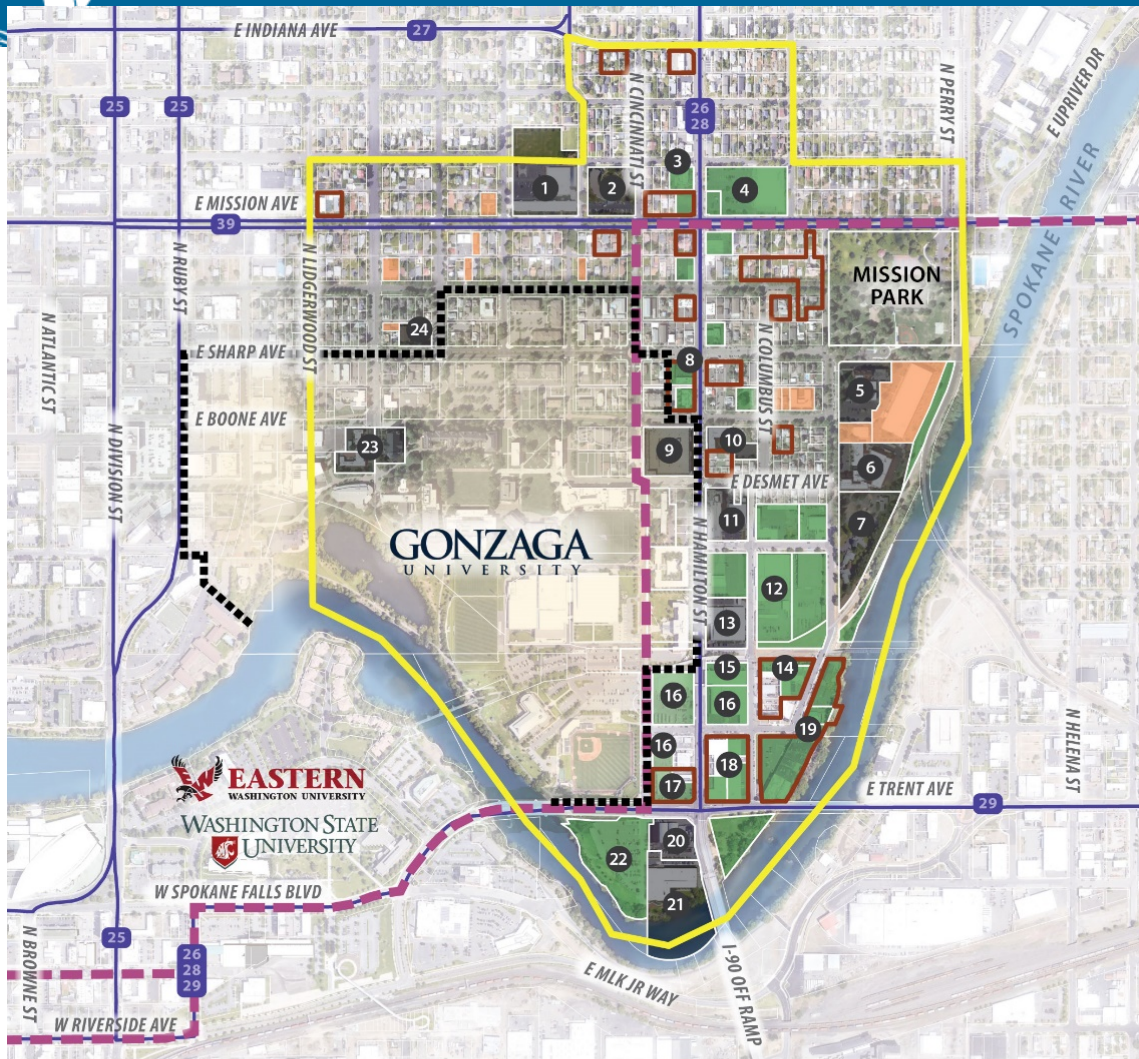 E INDIANA AVE
27
N PERRY ST
E UPRIVER DR
25
25
N CINCINNATI ST
26
28
3
1
2
4
E MISSION AVE
39
SPOKANE RIVER
N RUBY ST
N LIDGERWOOD ST
MISSION
PARK
N ATLANTIC ST
24
E SHARP AVE
8
N COLUMBUS ST
5
E BOONE AVE
N DIVISION ST
23
9
10
6
E DESMET AVE
GONZAGA
UNIVERSITY
11
7
N HAMILTON ST
12
13
15
14
16
16
19
N HELENA ST
16
18
17
EASTERN
WASHINGTON UNIVERSITY
E TRENT AVE
29
WASHINGTON STATE
UNIVERSITY
20
22
W SPOKANE FALLS BLVD
21
N BROWNE ST
25
26
28
29
E MLK JR WAY
I-90 OFF RAMP
W RIVERSIDE AVE